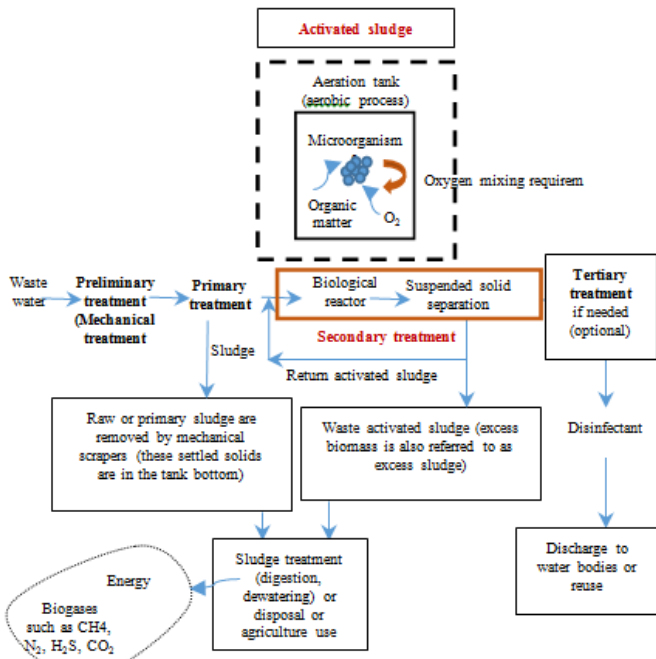 Activated sludge
Aeration tank
(aerobic process)
Microorganism
Organic
matter
O₂
Oxygen mixing requirem
Waste
water
Preliminary
treatment
(Mechanical
treatment
Primary
treatment
Biological
reactor
Suspended solid
separation
Tertiary
treatment
if needed
(optional)
Secondary treatment
Sludge
Return activated sludge
Raw or primary sludge are
removed by mechanical
scrapers (these settled solids
are in the tank bottom)
Waste activated sludge (excess
biomass is also referred to as
excess sludge)
Disinfectant
Sludge treatment
(digestion,
dewatering) or
disposal or
agriculture use
Discharge to
water bodies or
reuse
Energy
Biogases
such as CH4,
N₂, H₂S, CO₂